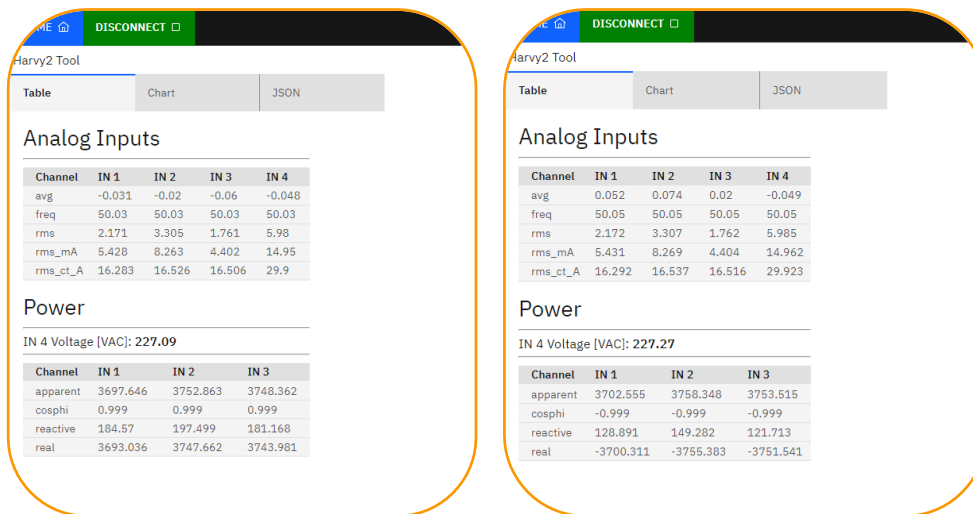 ME DISCONNECT
Harvy2 Tool
Table Chart JSON
Analog Inputs
Channel IN 1 IN 2 IN 3 IN 4
avg -0.031 -0.02 -0.06 -0.048
freq 50.03 50.03 50.03 50.03
rms 2.171 3.305 1.761 5.98
rms_mA 5.428 8.263 4.402 14.95
rms_ct_A 16.283 16.526 16.506 29.9
Power
IN 4 Voltage [VAC]: 227.09
Channel IN 1 IN 2 IN 3
apparent 3697.646 3752.863 3748.362
cosphi 0.999 0.999 0.999
reactive 184.57 197.499 181.168
real 3693.036 3747.662 3743.981
DISCONNECT
Harvy2 Tool
Table Chart JSON
Analog Inputs
Channel IN 1 IN 2 IN 3 IN 4
avg 0.052 0.074 0.02 -0.049
freq 50.05 50.05 50.05 50.05
rms 2.172 3.307 1.762 5.985
rms_mA 5.431 8.269 4.404 14.962
rms_ct_A 16.292 16.537 16.516 29.923
Power
IN 4 Voltage [VAC]: 227.27
Channel IN 1 IN 2 IN 3
apparent 3702.555 3758.348 3753.515
cosphi -0.999 -0.999 -0.999
reactive 128.891 149.282 121.713
real -3700.311 -3755.383 -3751.541